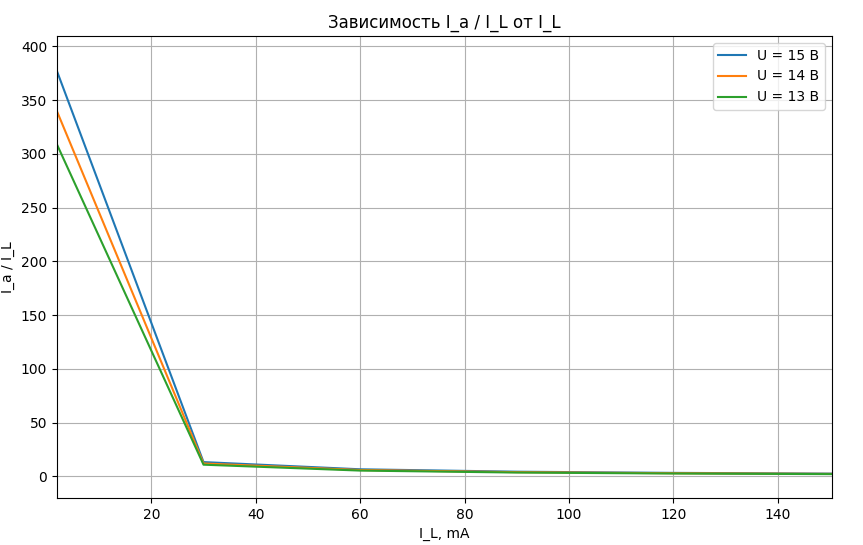 Зависимость I_a / I_L от I_L
U = 15 В
U = 14 В
U = 13 В
400
350
300
250
200
150
100
50
0
I_a / I_L
20 40 60 80 100 120 140
I_L, mA